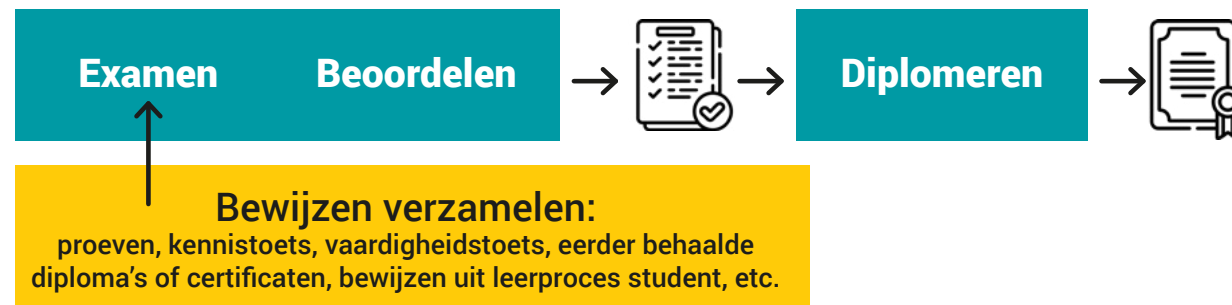 Examen Beoordelen Diplomeren
Bewijzen verzamelen:
proeven, kennistoets, vaardigheidstoets, eerder behaalde
diploma's of certificaten, bewijzen uit leerproces student, etc.